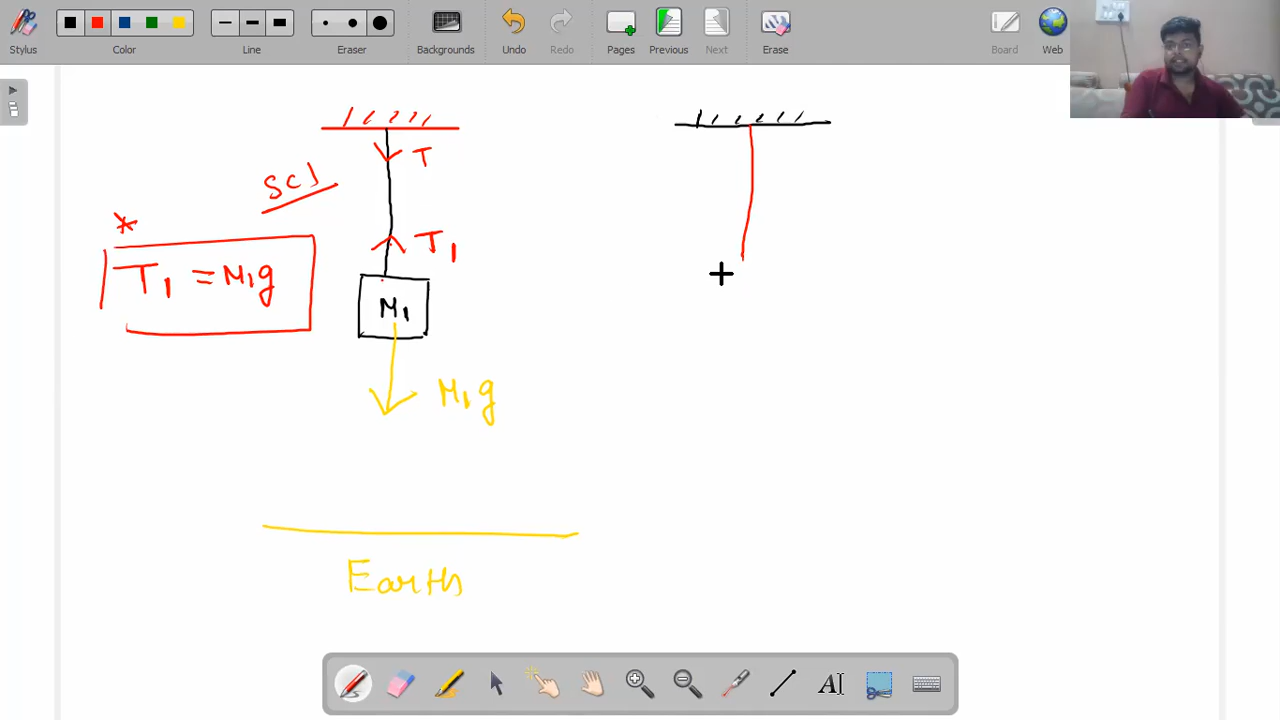 Stylus Color Line Eraser Backgrounds Undo Redo Pages Previous Next Erase Board Web
T
T1
*
T1 = M1g
M1
M1g
Earth
A